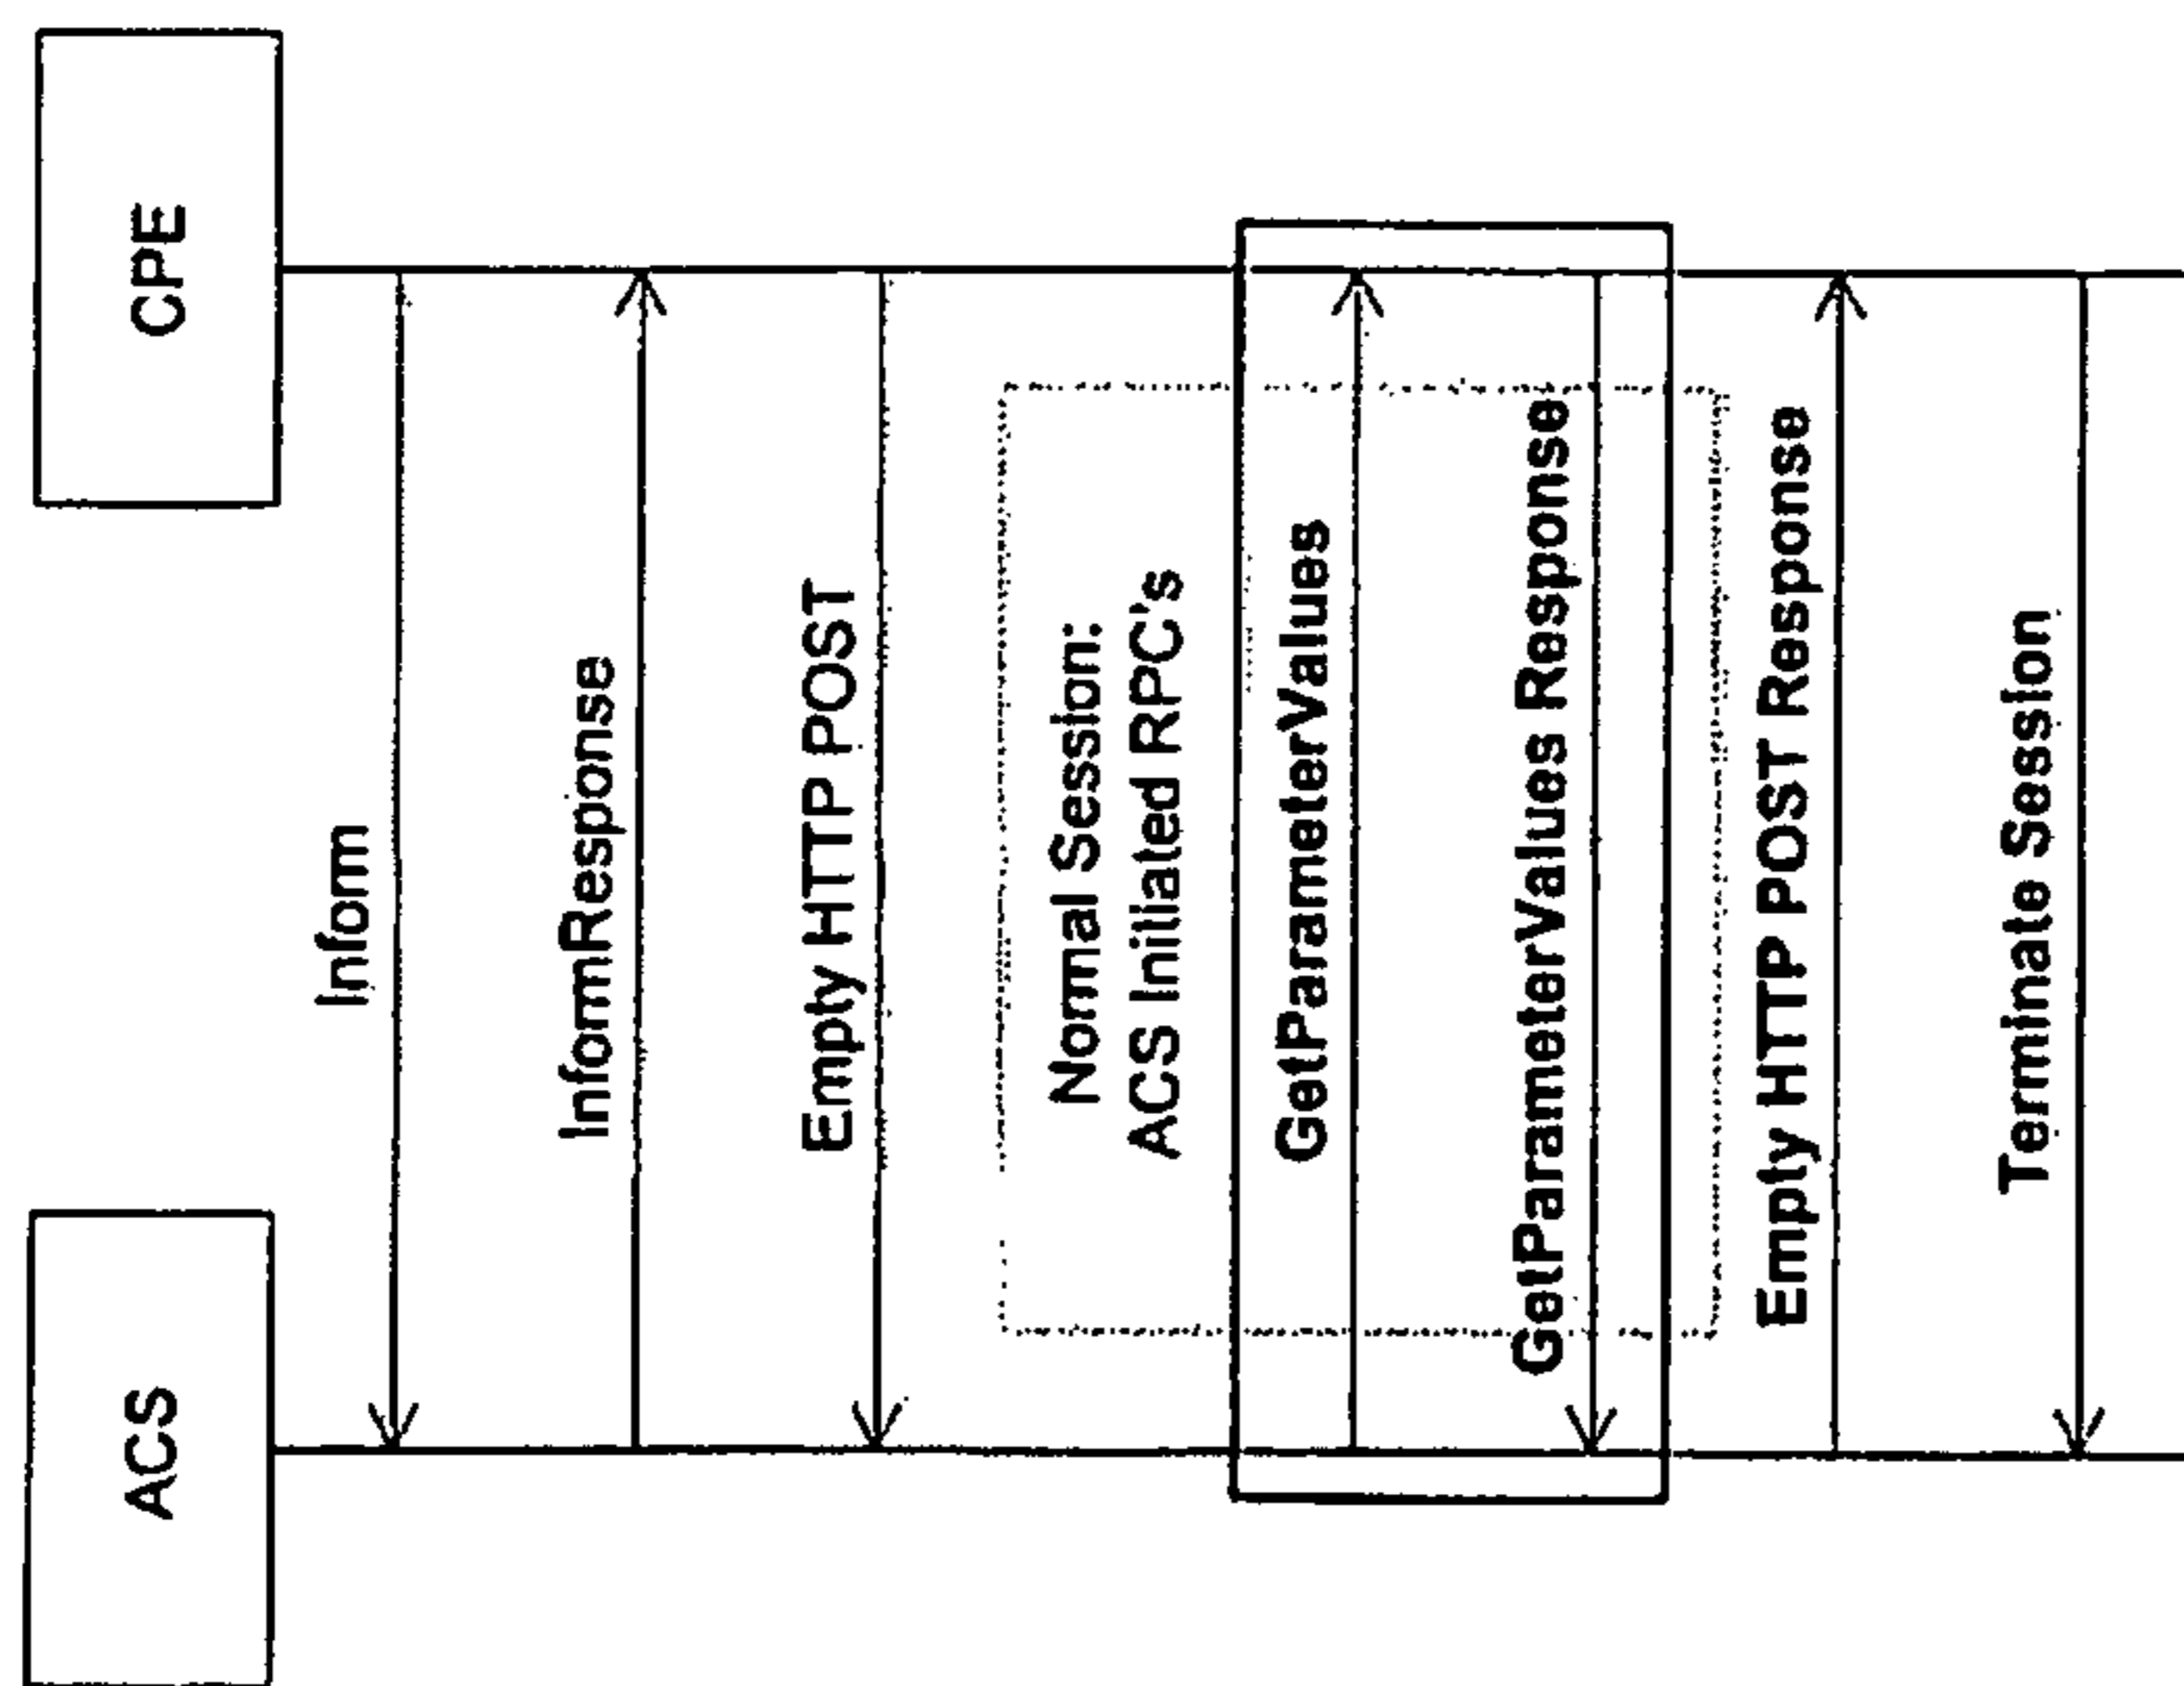 ACS
CPE
Inform
InformResponse
Empty HTTP POST
Normal Session:
ACS Initiated RPC's
GetParameterValues
GetParameterValues Response
Empty HTTP POST Response
Terminate Session